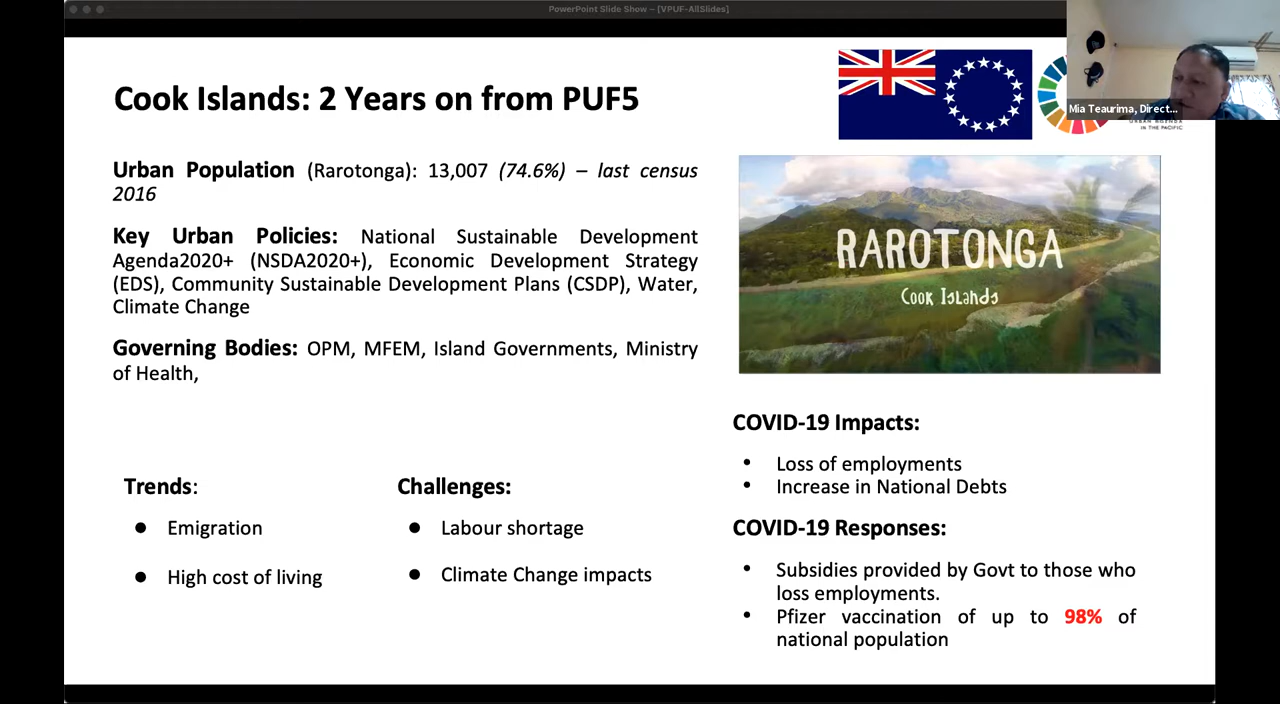 PowerPoint Slide Show – [VPUF-AllSlides]
Mia Teaurima, Direct...
IN THE PACIFIC
Cook Islands: 2 Years on from PUF5
Urban Population (Rarotonga): 13,007 (74.6%) – last census
2016
Key Urban Policies: National Sustainable Development
Agenda2020+ (NSDA2020+), Economic Development Strategy
(EDS), Community Sustainable Development Plans (CSDP), Water,
Climate Change
Governing Bodies: OPM, MFEM, Island Governments, Ministry
of Health,
Trends:
● Emigration
● High cost of living
Challenges:
● Labour shortage
● Climate Change impacts
RAROTONGA
Cook Islands
COVID-19 Impacts:
• Loss of employments
• Increase in National Debts
COVID-19 Responses:
• Subsidies provided by Govt to those who
loss employments.
• Pfizer vaccination of up to 98% of
national population